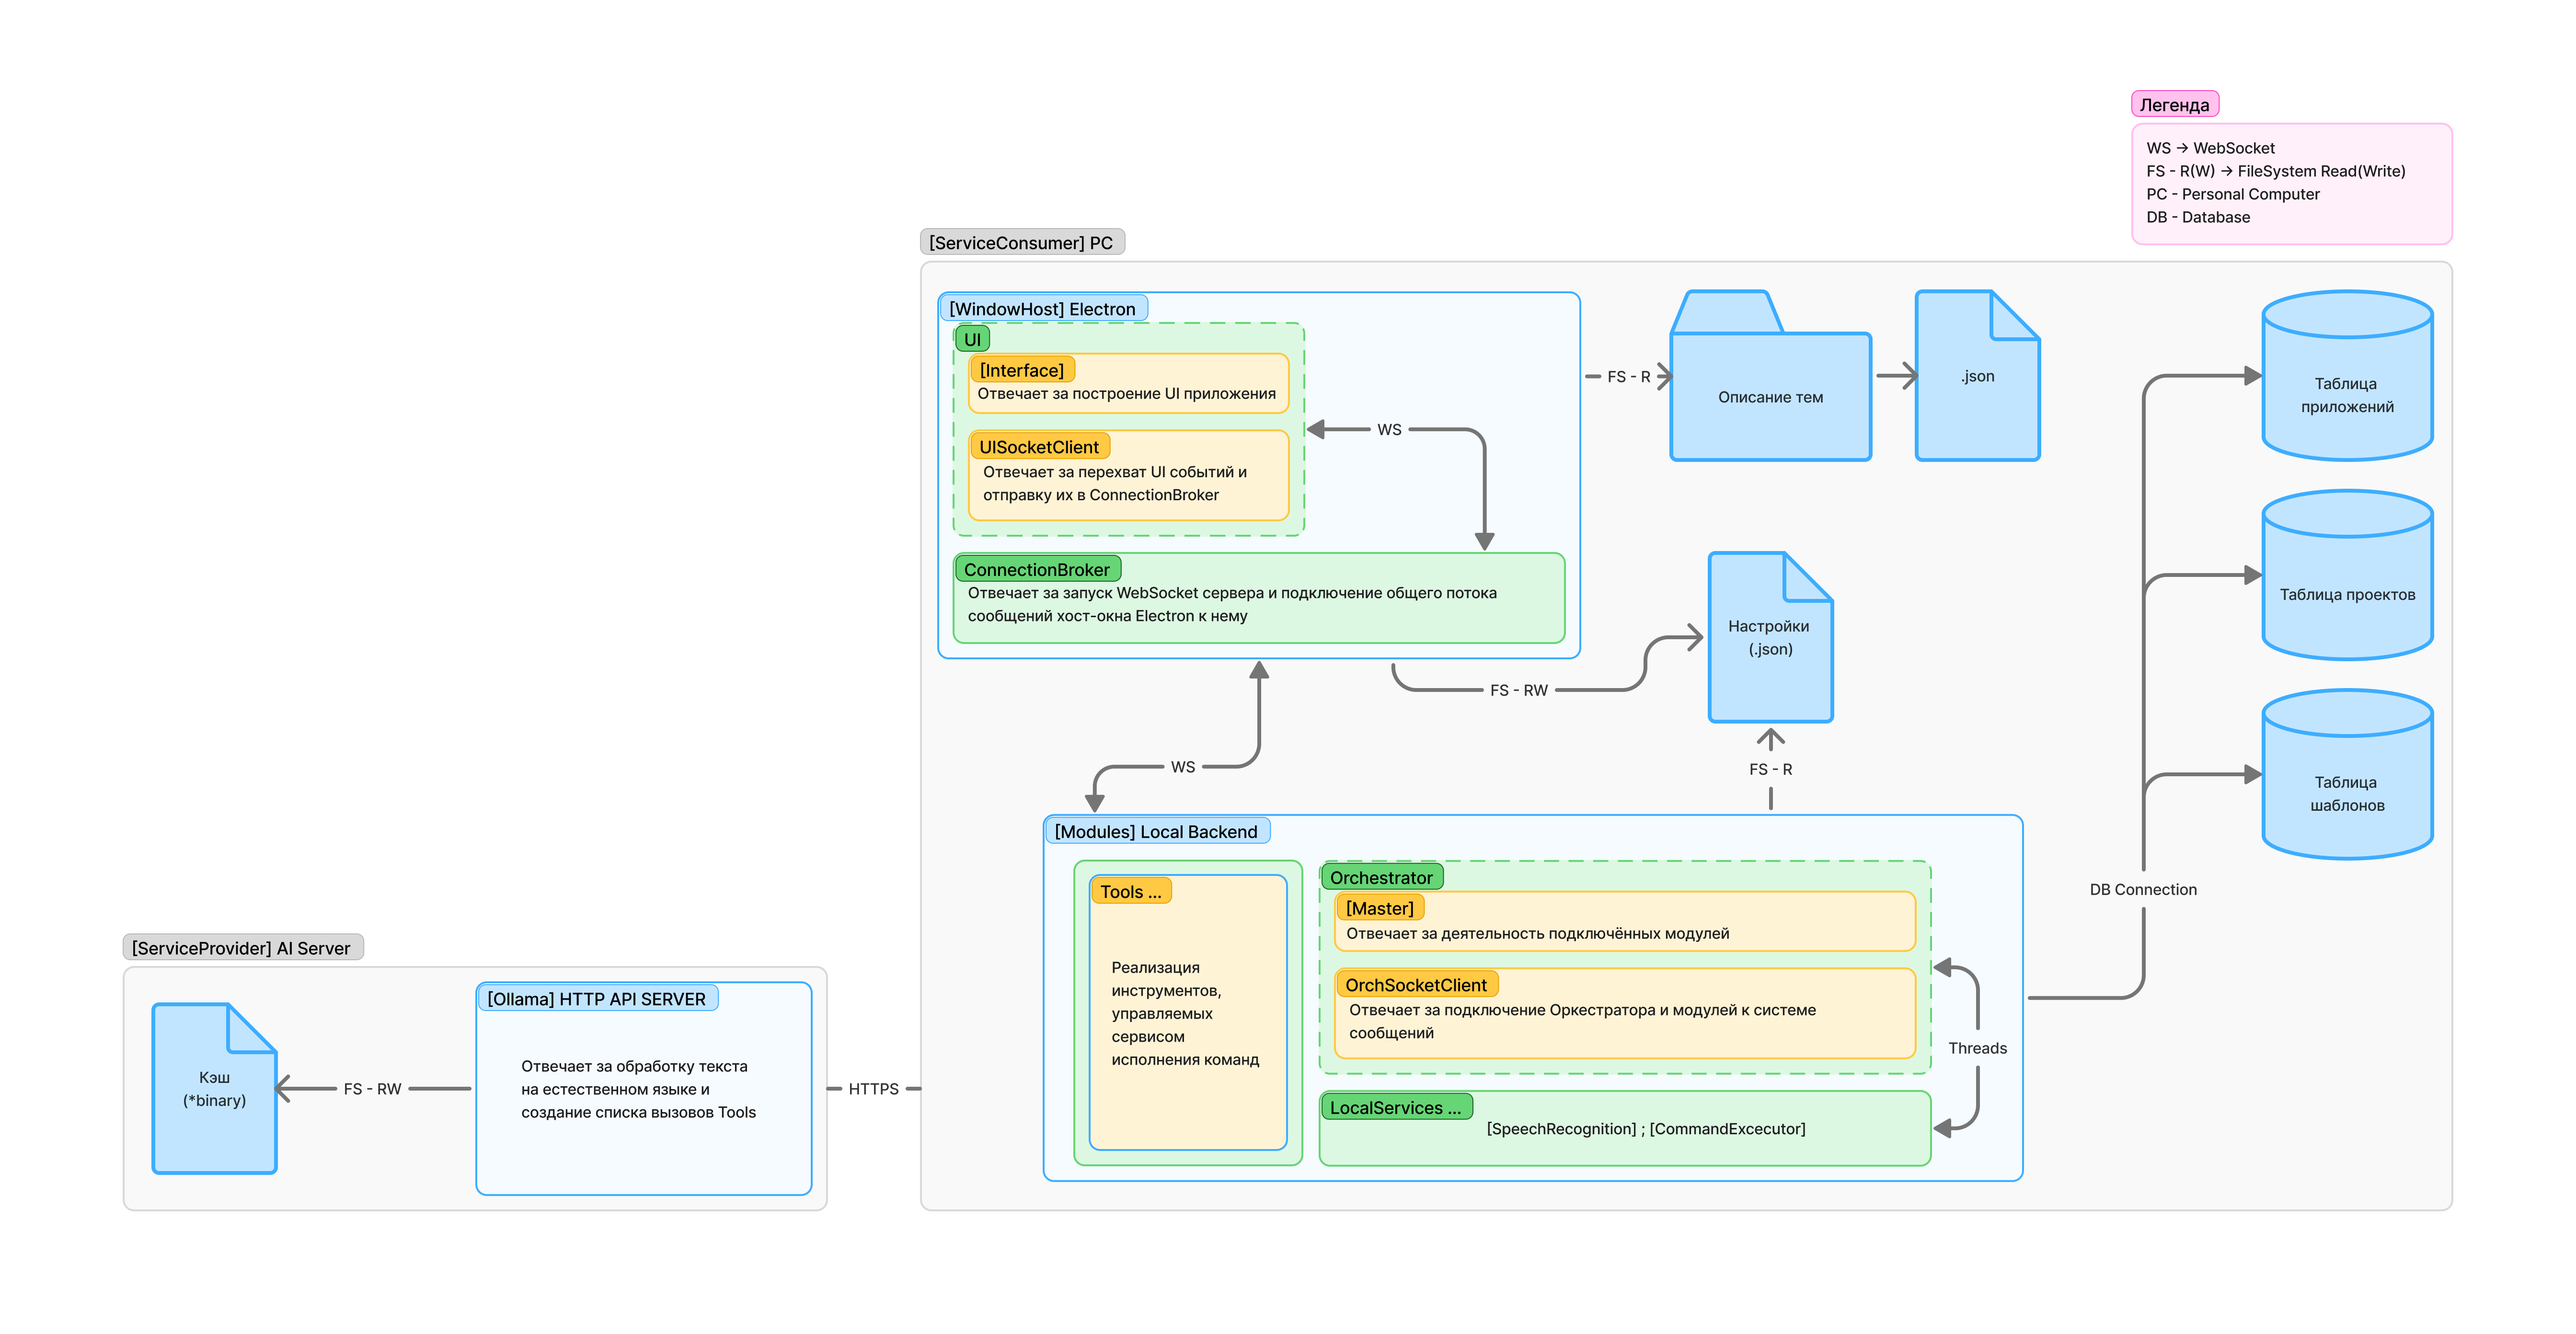 Легенда
WS → WebSocket
FS - R(W) → FileSystem Read(Write)
PC - Personal Computer
DB - Database
[ServiceConsumer] PC
[WindowHost] Electron
UI
[Interface]
Отвечает за построение UI приложения
UISocketClient
Отвечает за перехват UI событий и
отправку их в ConnectionBroker
WS
ConnectionBroker
Отвечает за запуск WebSocket сервера и подключение общего потока
сообщений хост-окна Electron к нему
FS - R
Описание тем
.json
Таблица
приложений
Таблица проектов
Таблица
шаблонов
Настройки
(.json)
FS - RW
WS
FS - R
DB Connection
[Modules] Local Backend
Tools ...
Реализация
инструментов,
управляемых
сервисом
исполнения команд
Orchestrator
[Master]
Отвечает за деятельность подключённых модулей
OrchSocketClient
Отвечает за подключение Оркестратора и модулей к системе
сообщений
Threads
LocalServices ...
[SpeechRecognition] ; [CommandExcecutor]
[ServiceProvider] AI Server
[Ollama] HTTP API SERVER
Отвечает за обработку текста
на естественном языке и
создание списка вызовов Tools
Кэш
(*binary)
FS - RW
HTTPS